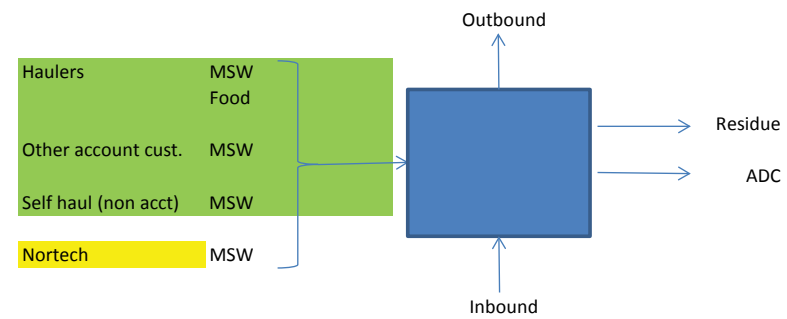 Outbound
Haulers MSW
Food
Residue
Other account cust. MSW
ADC
Self haul (non acct) MSW
Nortech MSW
Inbound